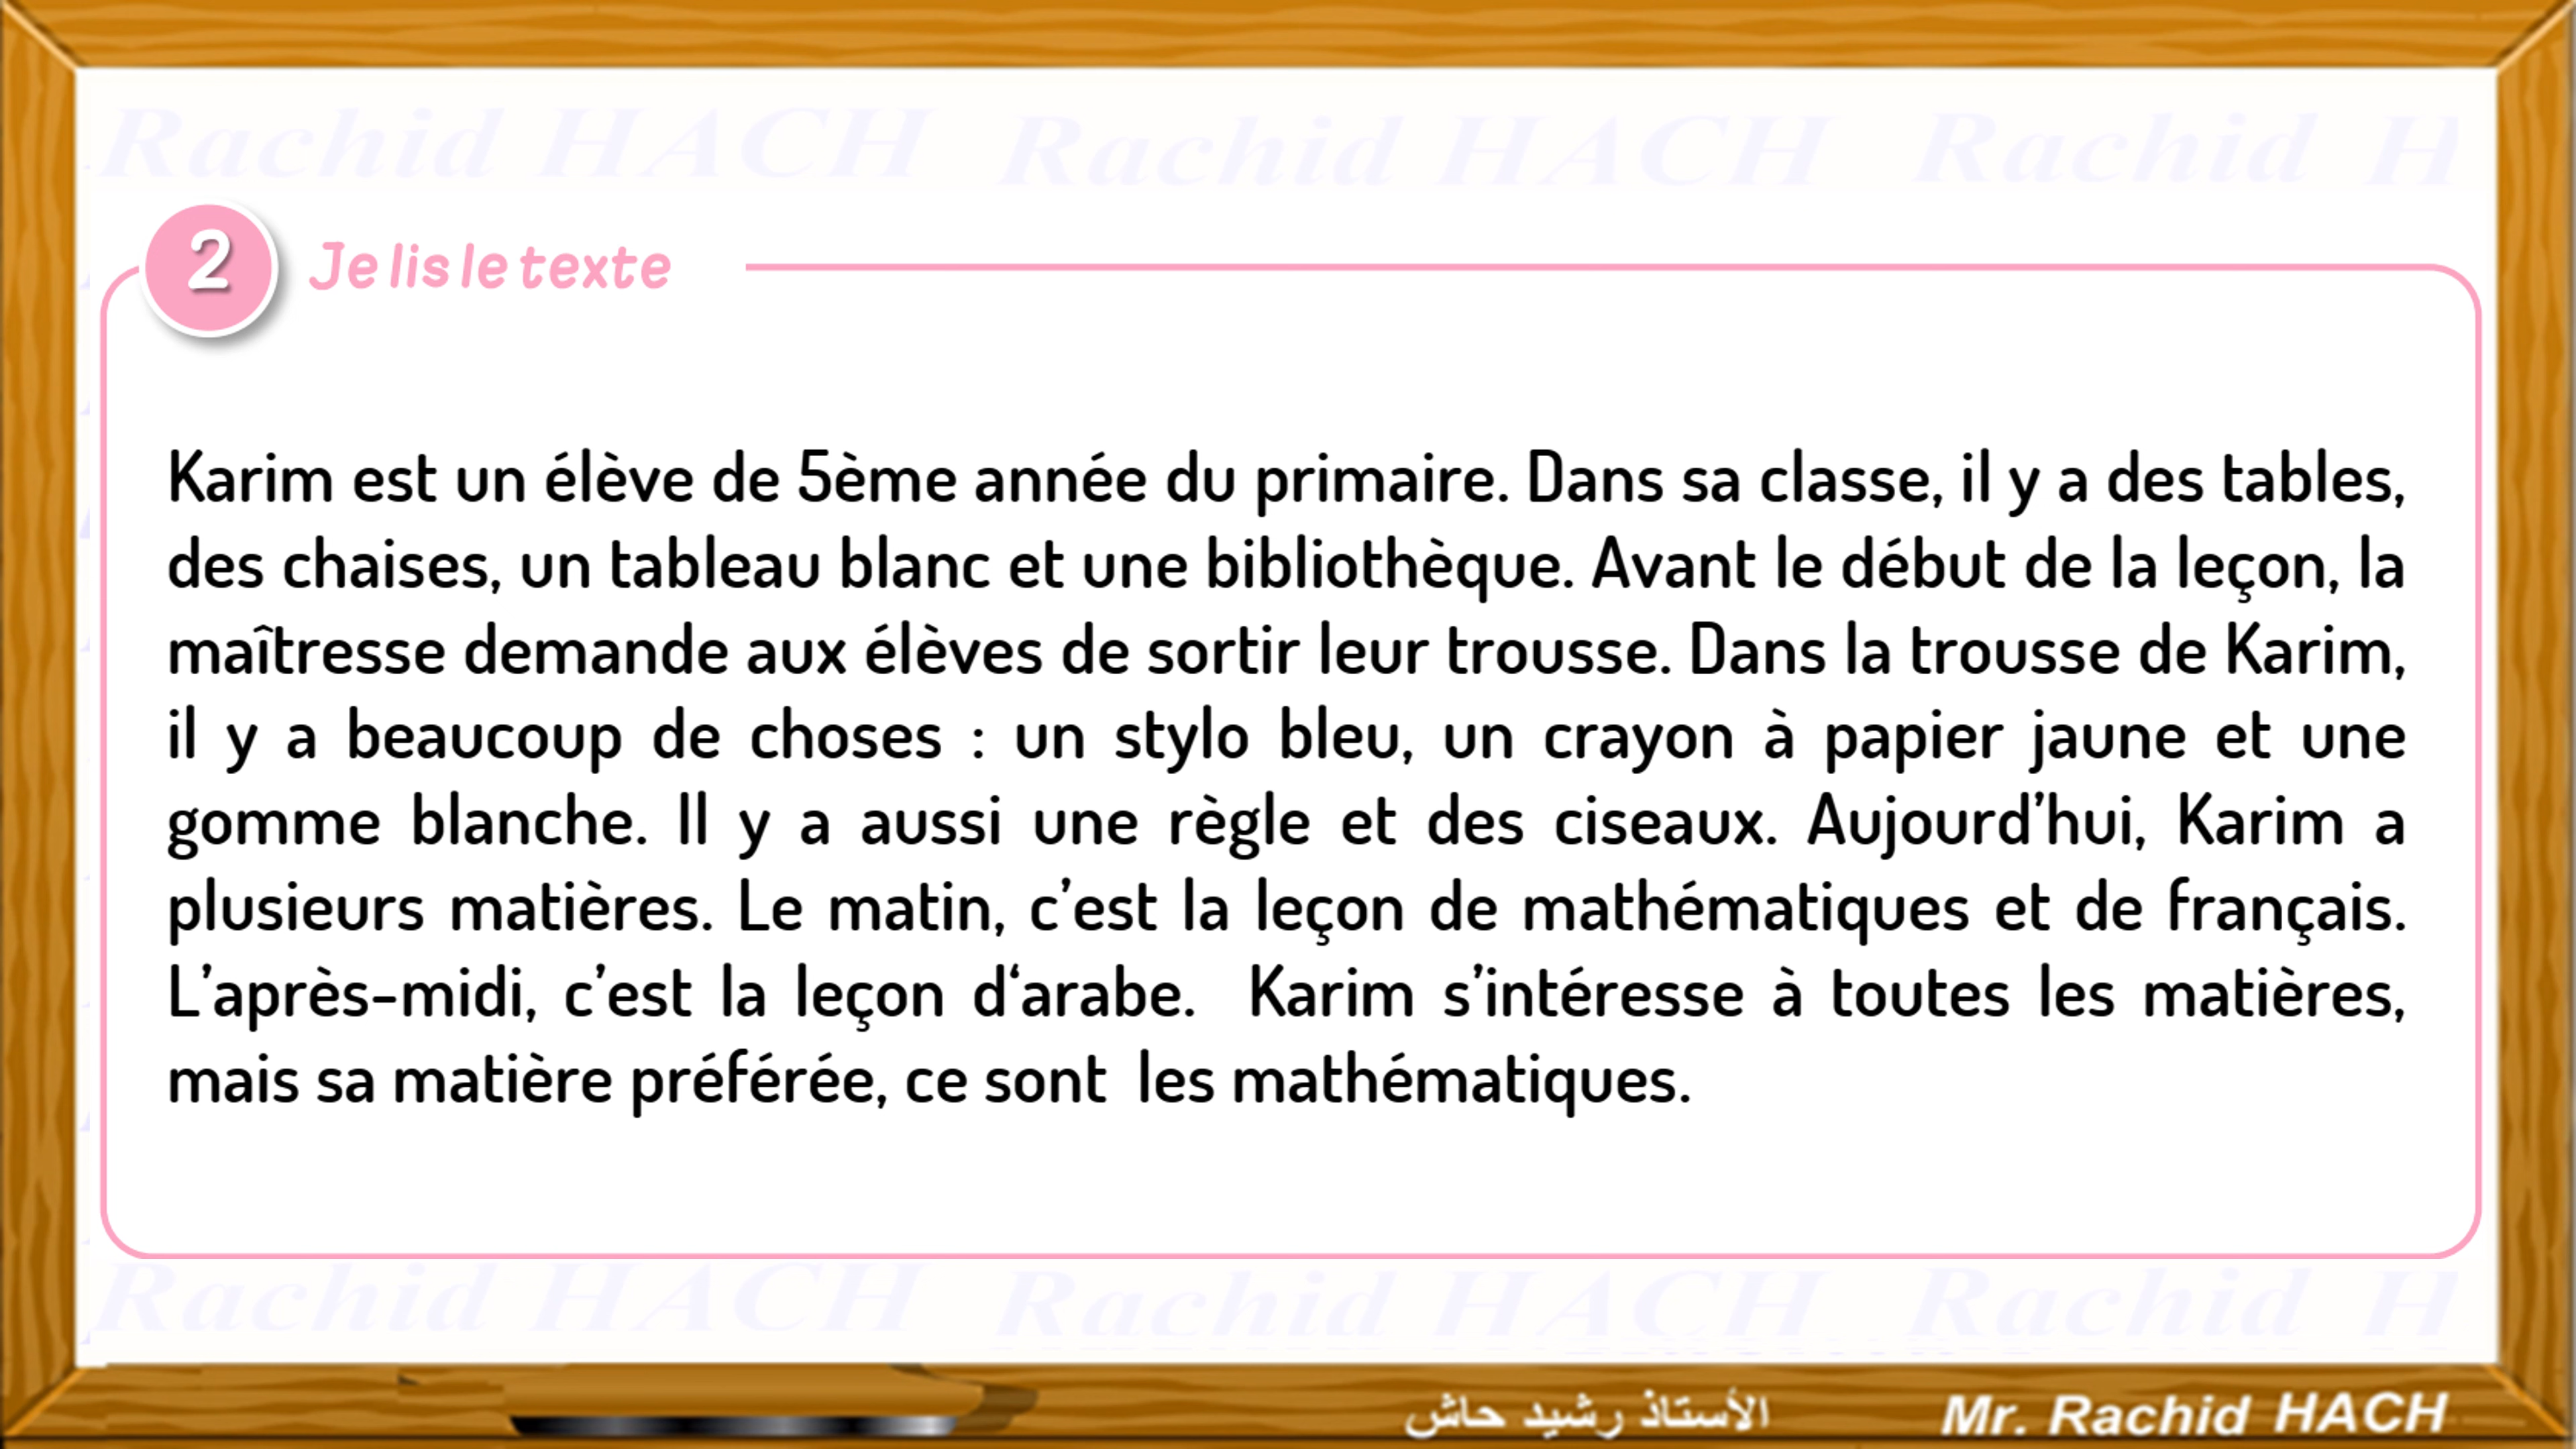 Rachid HACH Rachid HACH Rachid H
2 Je lis le texte
Karim est un élève de 5ème année du primaire. Dans sa classe, il y a des tables,
des chaises, un tableau blanc et une bibliothèque. Avant le début de la leçon, la
maîtresse demande aux élèves de sortir leur trousse. Dans la trousse de Karim,
il y a beaucoup de choses : un stylo bleu, un crayon à papier jaune et une
gomme blanche. Il y a aussi une règle et des ciseaux. Aujourd’hui, Karim a
plusieurs matières. Le matin, c’est la leçon de mathématiques et de français.
L’après-midi, c’est la leçon d‘arabe.  Karim s’intéresse à toutes les matières,
mais sa matière préférée, ce sont  les mathématiques.
Rachid HACH Rachid HACH Rachid H
الأستاذ رشيد حاش Mr. Rachid HACH